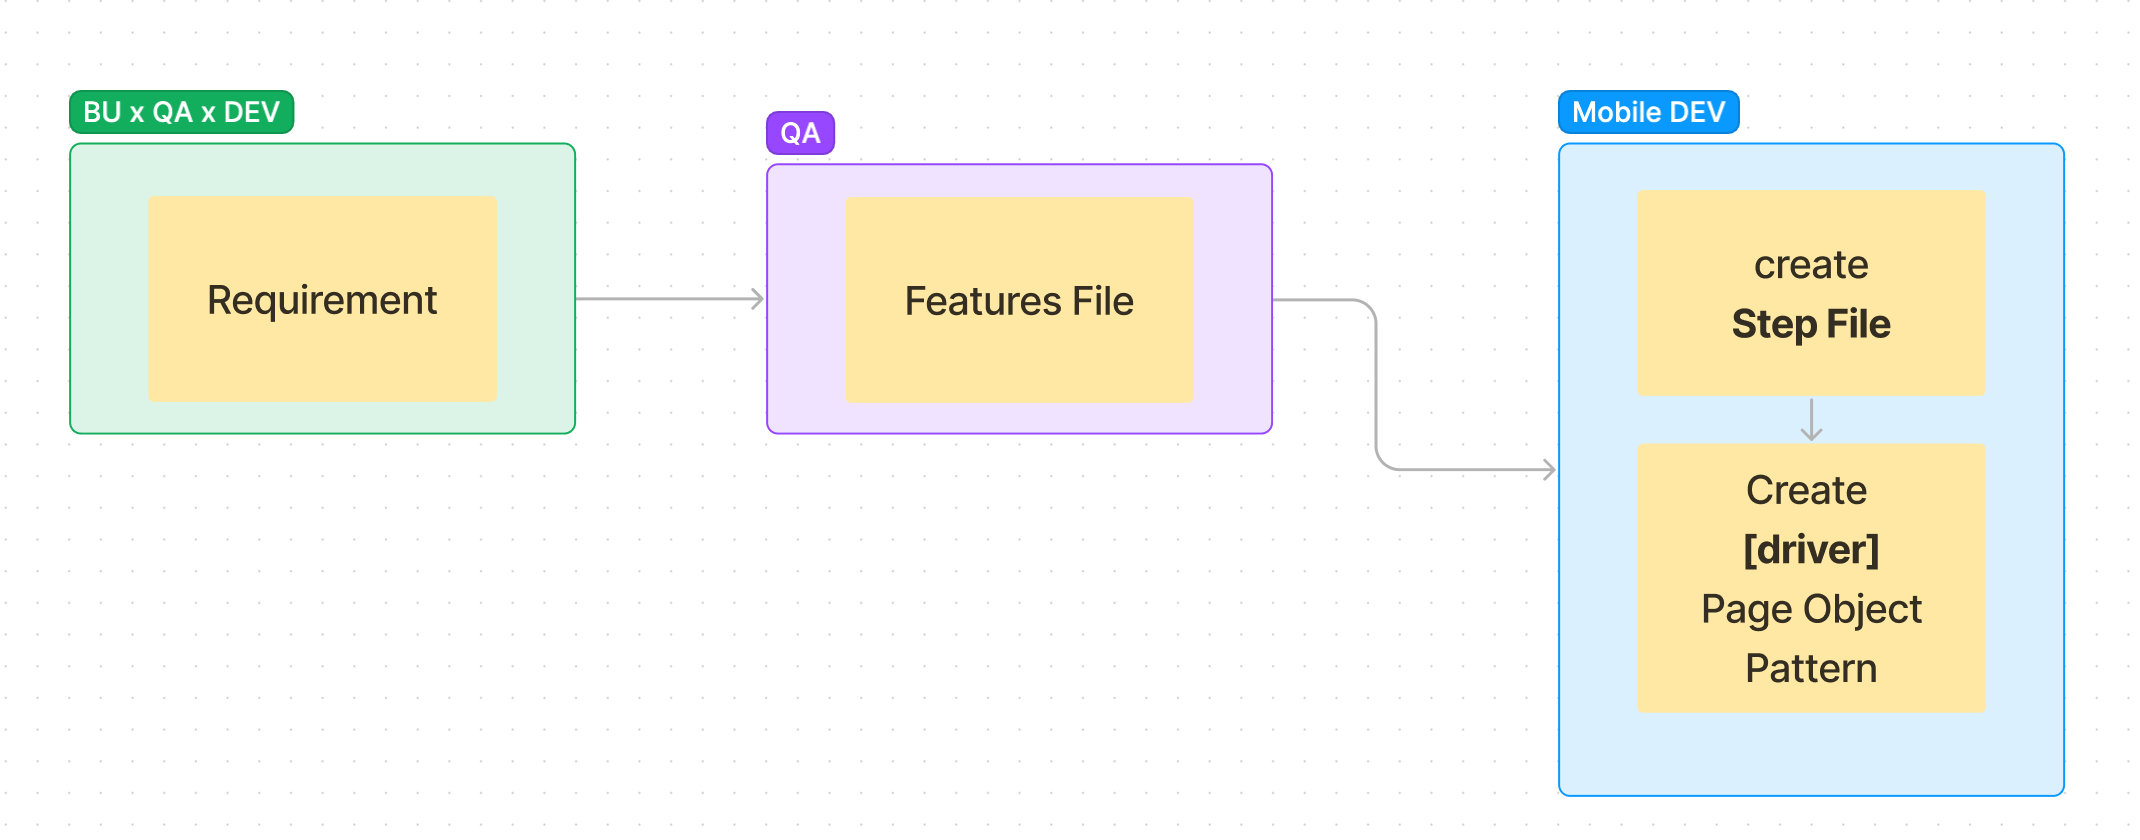 BU x QA x DEV
Requirement
QA
Features File
Mobile DEV
create
Step File
Create
[driver]
Page Object
Pattern